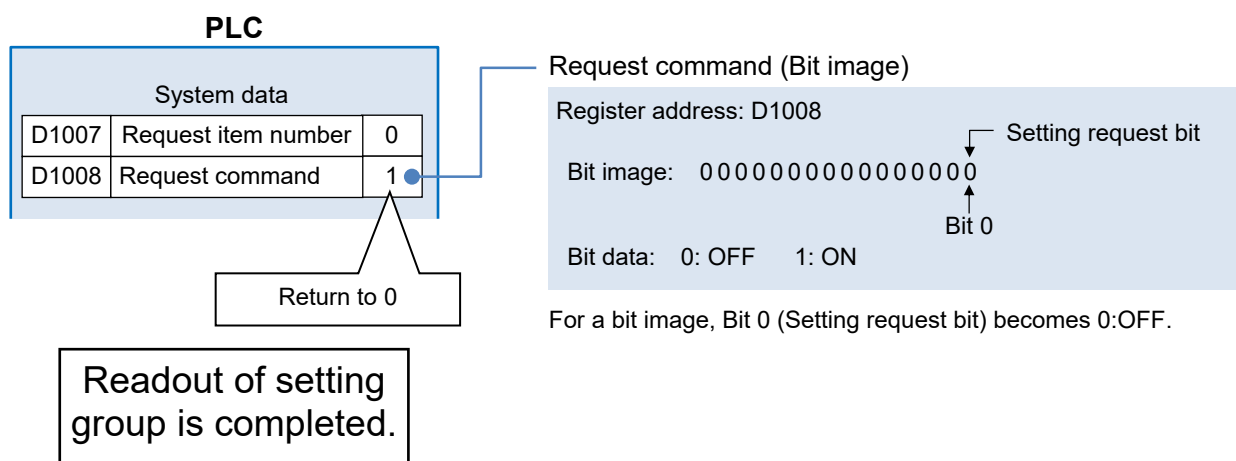 PLC
System data
D1007 Request item number 0
D1008 Request command 1
Return to 0
Readout of setting
group is completed.
Request command (Bit image)
Register address: D1008
Setting request bit
Bit image: 0000000000000000
Bit 0
Bit data: 0: OFF 1: ON
For a bit image, Bit 0 (Setting request bit) becomes 0:OFF.